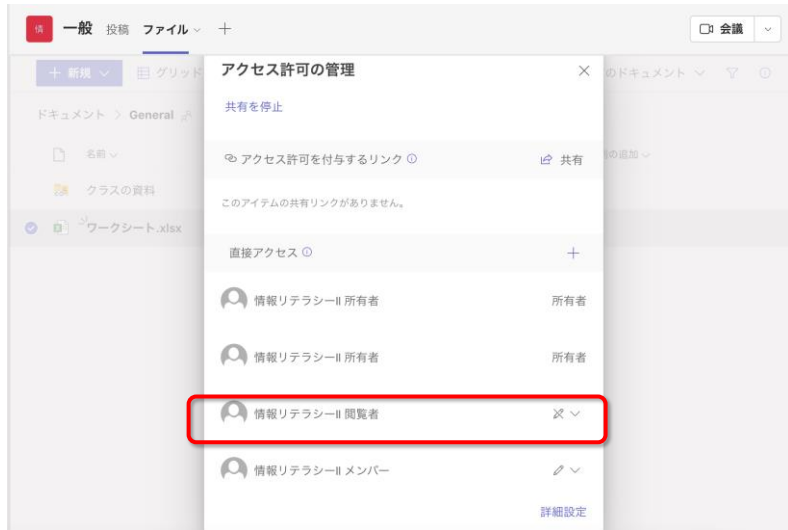 情 一般 投稿 ファイル 会議
アクセス許可の管理
新規 グリッド のドキュメント
共有を停止
ドキュメント > General
アクセス許可を付与するリンク 共有
名前 の追加
クラスの資料
このアイテムの共有リンクがありません。
ワークシート.xlsx
直接アクセス
情報リテラシーII 所有者 所有者
情報リテラシーII 所有者 所有者
情報リテラシーII 閲覧者
情報リテラシーII メンバー
詳細設定